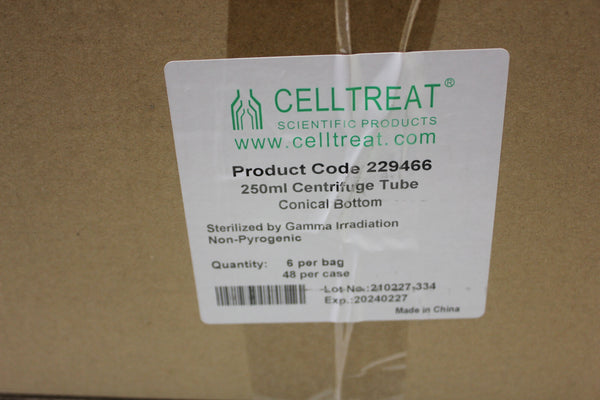 CELLTREAT®
SCIENTIFIC PRODUCTS
www.celltreat.com
Product Code 229466
250ml Centrifuge Tube
Conical Bottom
Sterilized by Gamma Irradiation
Non-Pyrogenic
Quantity: 6 per bag
48 per case
Lot No.:210227-334
Exp.:20240227
Made in China